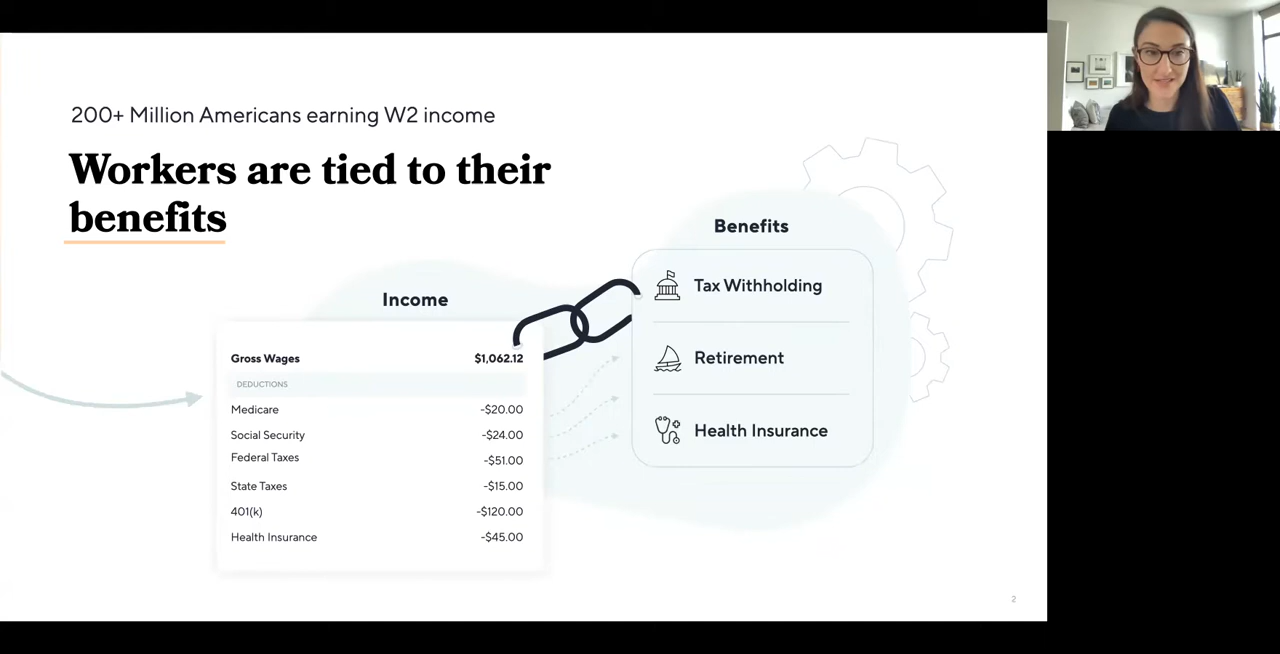 200+ Million Americans earning W2 income
Workers are tied to their
benefits
Income
Gross Wages $1,062.12
DEDUCTIONS
Medicare -$20.00
Social Security -$24.00
Federal Taxes -$51.00
State Taxes -$15.00
401(k) -$120.00
Health Insurance -$45.00
Benefits
Tax Withholding
Retirement
Health Insurance
2